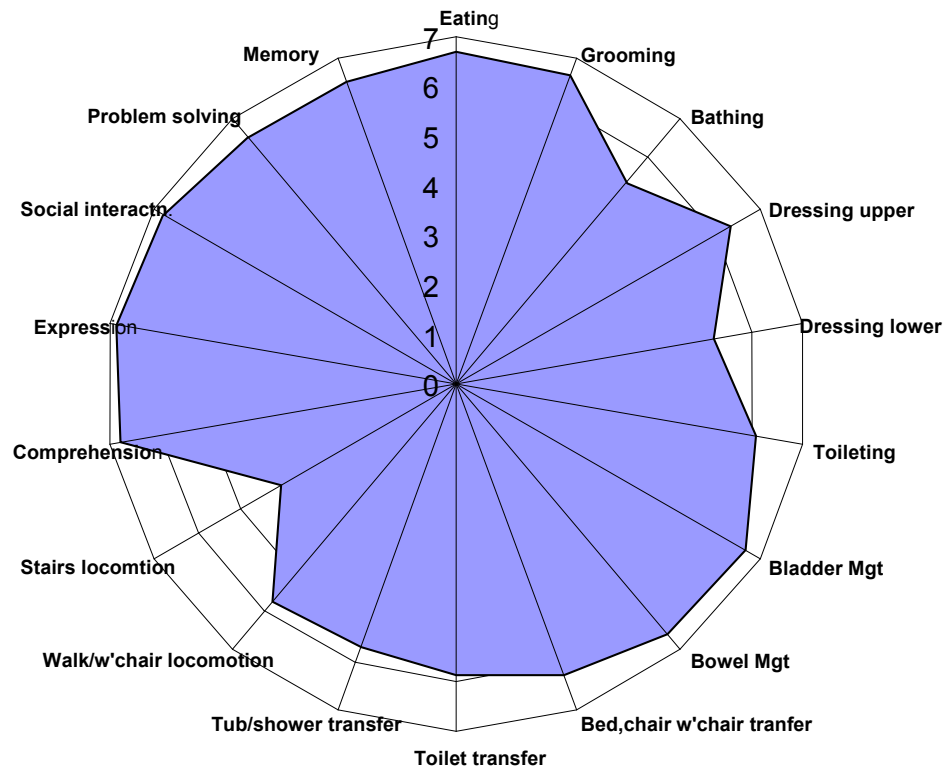 Eating
Grooming
Bathing
Dressing upper
Dressing lower
Toileting
Bladder Mgt
Bowel Mgt
Bed,chair w'chair tranfer
Toilet transfer
Tub/shower transfer
Walk/w'chair locomotion
Stairs locomtion
Comprehension
Expression
Social interactn.
Problem solving
Memory
7
6
5
4
3
2
1
0